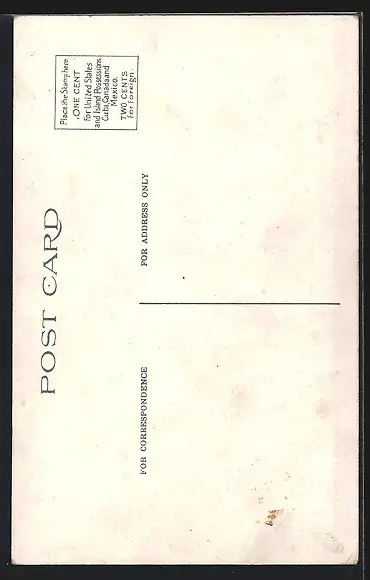 POST CARD
Place the Stamp here
ONE CENT
For United States
and Island Possessions
Cuba, Canada and
Mexico.
TWO CENTS
For Foreign.
FOR CORRESPONDENCE
FOR ADDRESS ONLY